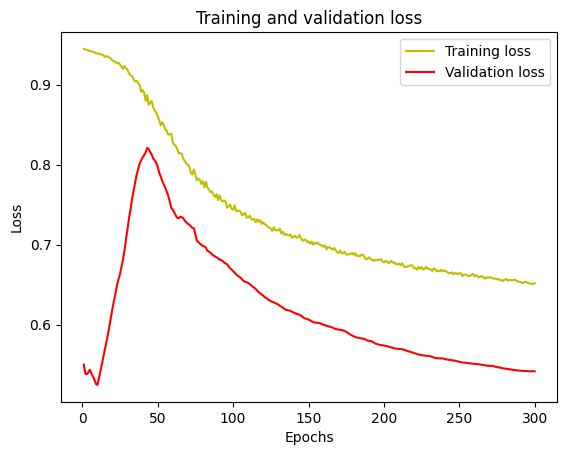 Training and validation loss
Training loss
Validation loss
0.9
0.8
0.7
0.6
Loss
0
50
100
150
200
250
300
Epochs